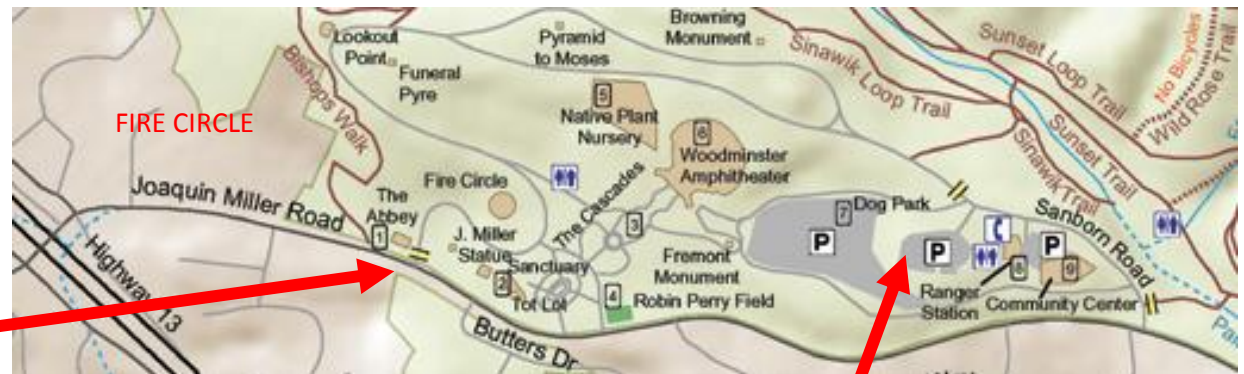 Lookout
Point
Funeral
Pyre
Pyramid
to Moses
Browning
Monument
Sinawik Loop Trail
Sunset Loop Trail
No Bicycles
Wild Rose Trail
Bishops Walk
FIRE CIRCLE
5
Native Plant
Nursery
6
Woodminster
Amphitheater
Sunset Trail
Sinawik Trail
Joaquin Miller Road
The
Abbey
1
Fire Circle
The Cascades
3
7
Dog Park
P
P
P
Sanborn Road
J. Miller
Statue
Sanctuary
2
Tot Lot
Fremont
Monument
4
Robin Perry Field
Ranger
Station
8
9
Community Center
Highway 13
Butters Dr